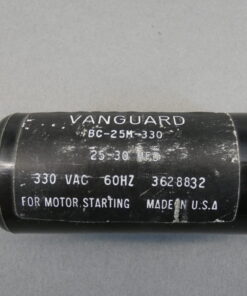 VANGUARD
BC-25M-330
25-30
330 VAC 60HZ 3628832
FOR MOTOR STARTING MADE IN U.S.A